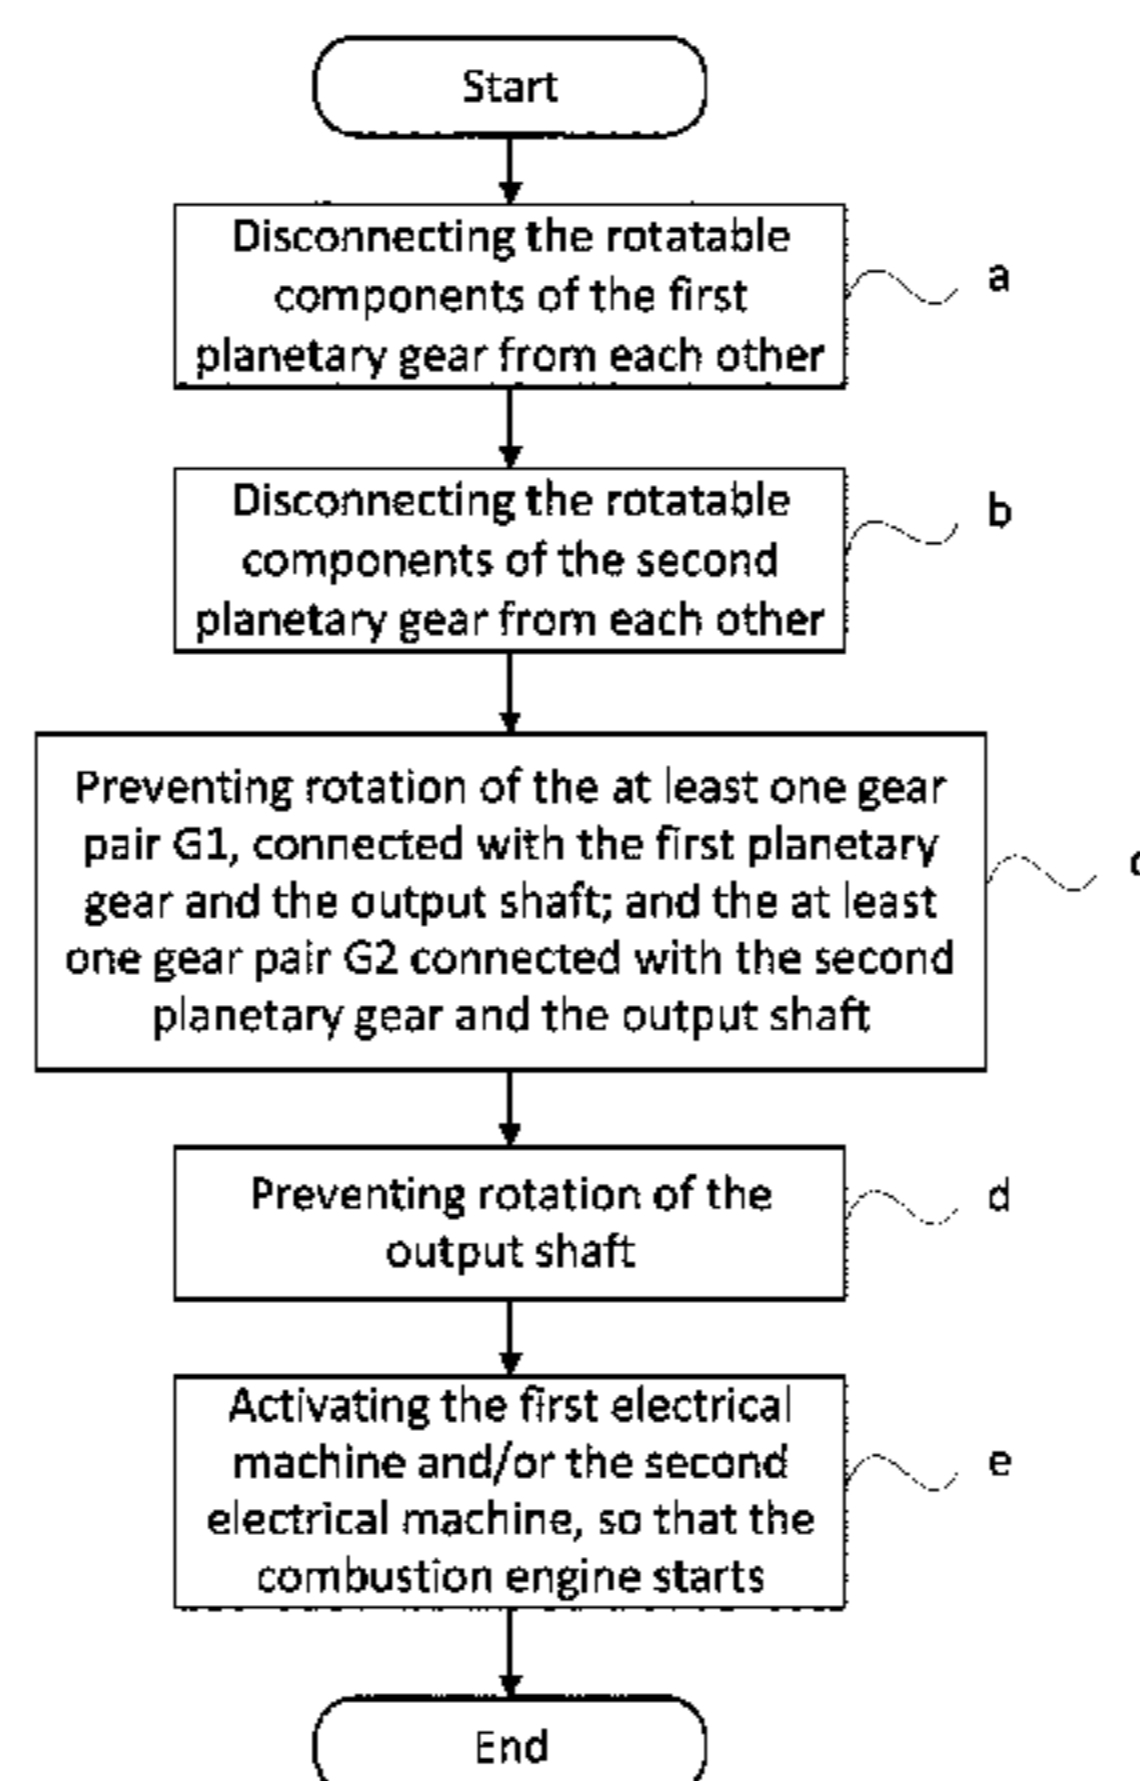 Start
Disconnecting the rotatable
components of the first
planetary gear from each other
a
Disconnecting the rotatable
components of the second
planetary gear from each other
b
Preventing rotation of the at least one gear
pair G1, connected with the first planetary
gear and the output shaft; and the at least
one gear pair G2 connected with the second
planetary gear and the output shaft
c
Preventing rotation of the
output shaft
d
Activating the first electrical
machine and/or the second
electrical machine, so that the
combustion engine starts
e
End